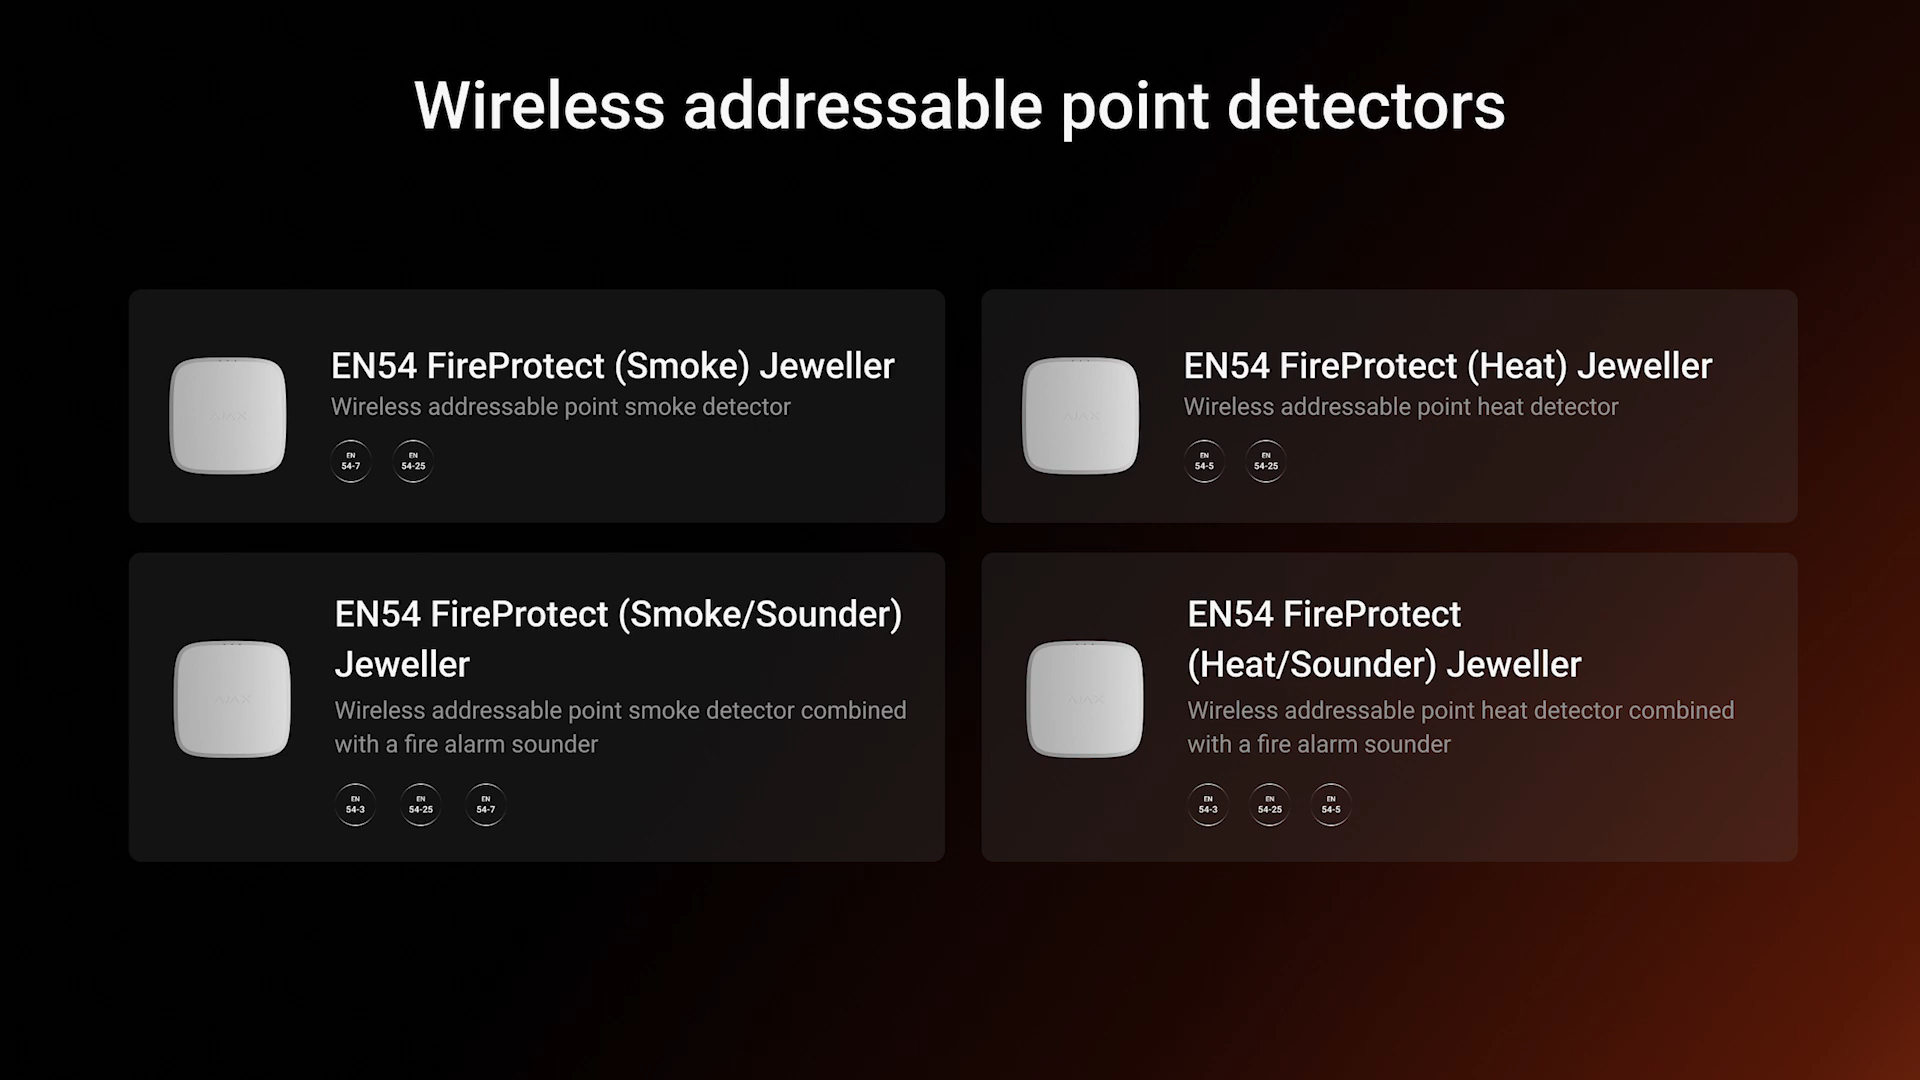 Wireless addressable point detectors
AJAX
EN54 FireProtect (Smoke) Jeweller
Wireless addressable point smoke detector
EN
54-7
EN
54-25
AJAX
EN54 FireProtect (Heat) Jeweller
Wireless addressable point heat detector
EN
54-5
EN
54-25
AJAX
EN54 FireProtect (Smoke/Sounder)
Jeweller
Wireless addressable point smoke detector combined
with a fire alarm sounder
EN
54-3
EN
54-25
EN
54-7
AJAX
EN54 FireProtect
(Heat/Sounder) Jeweller
Wireless addressable point heat detector combined
with a fire alarm sounder
EN
54-3
EN
54-25
EN
54-5